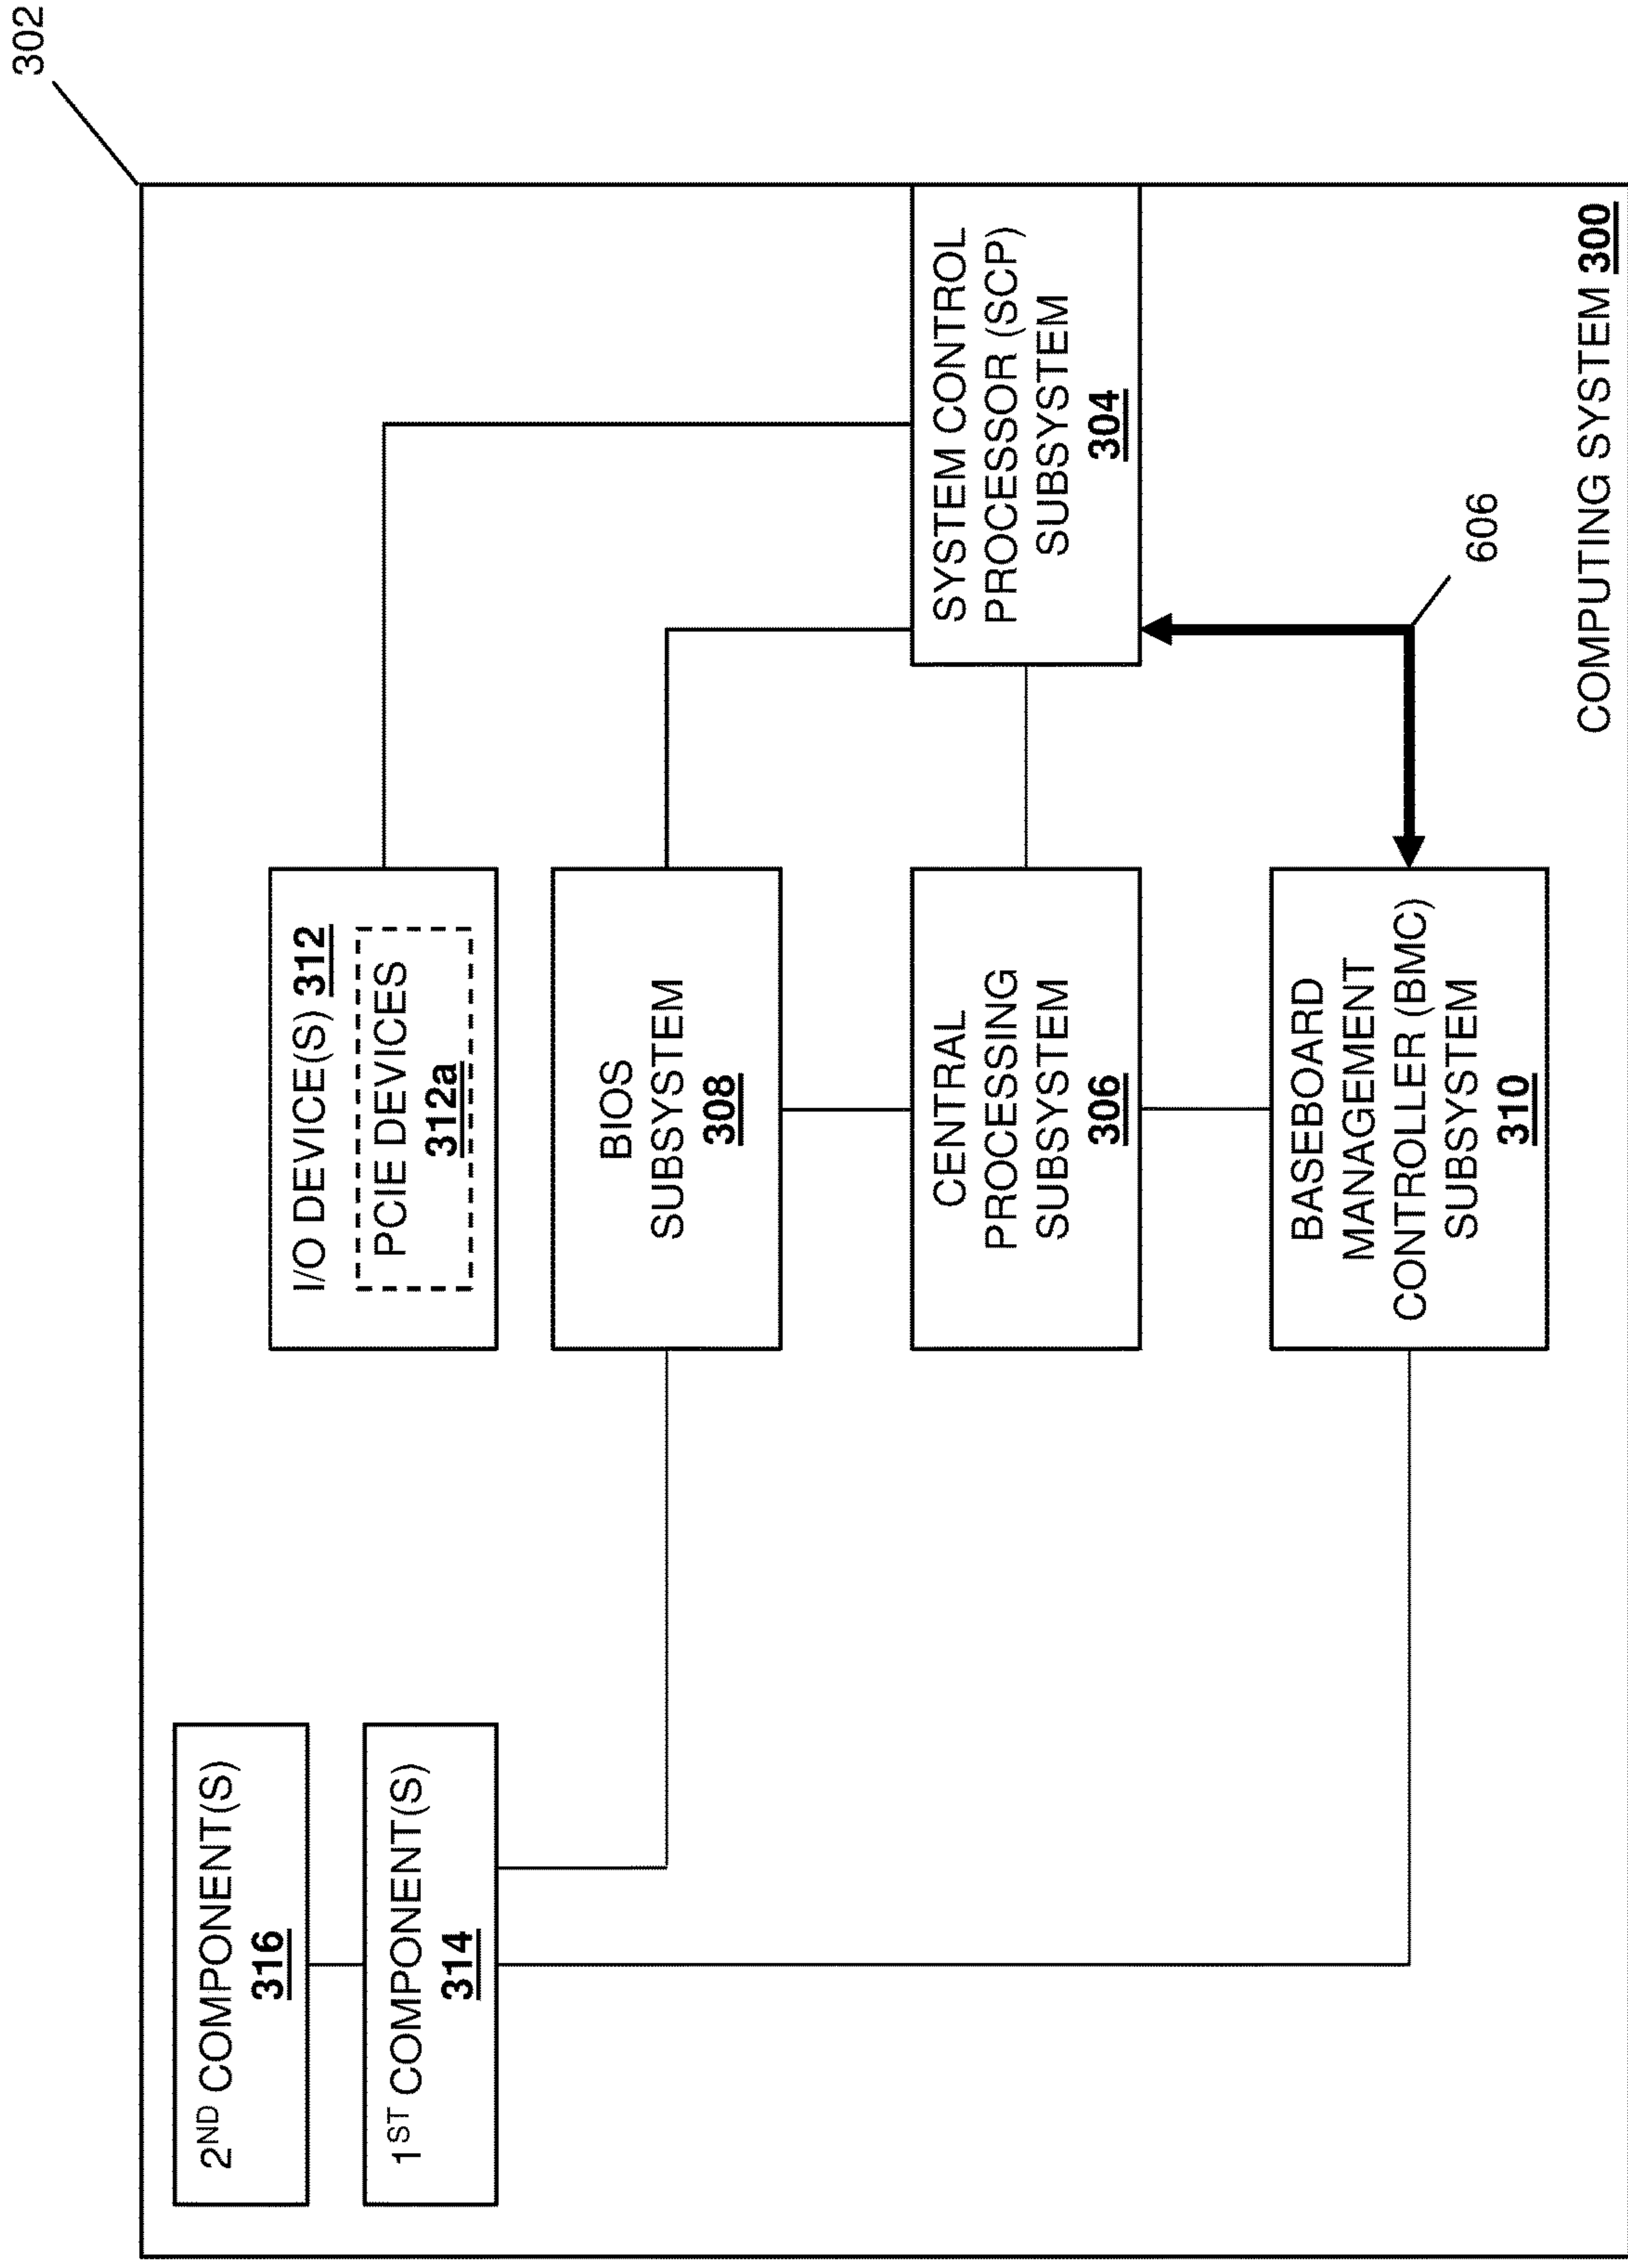 302
2ND COMPONENT(S)
316
1ST COMPONENT(S)
314
I/O DEVICE(S) 312
PCIE DEVICES
312a
BIOS
SUBSYSTEM
308
CENTRAL
PROCESSING
SUBSYSTEM
306
SYSTEM CONTROL
PROCESSOR (SCP)
SUBSYSTEM
304
BASEBOARD
MANAGEMENT
CONTROLLER (BMC)
SUBSYSTEM
310
606
COMPUTING SYSTEM 300